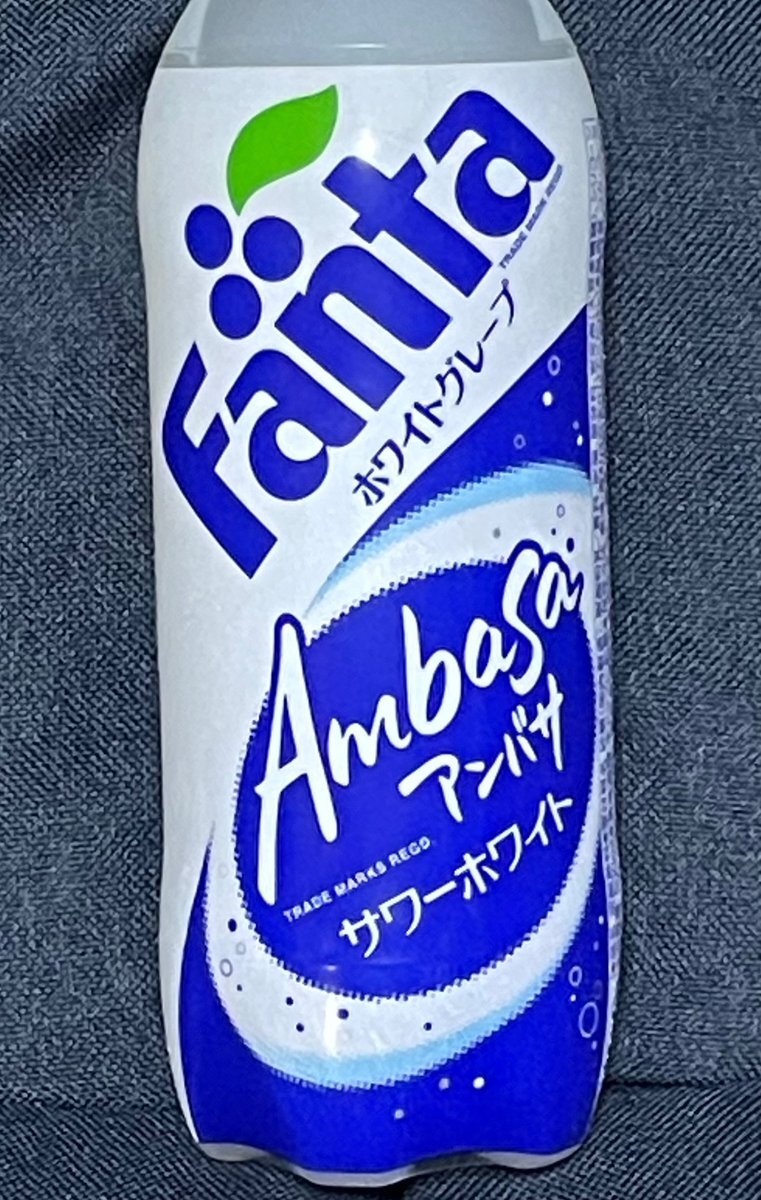 Fanta
TRADE MARK REGD
ホワイトグレープ
Ambasa
アンバサ
TRADE MARKS REGD.
サワーホワイト